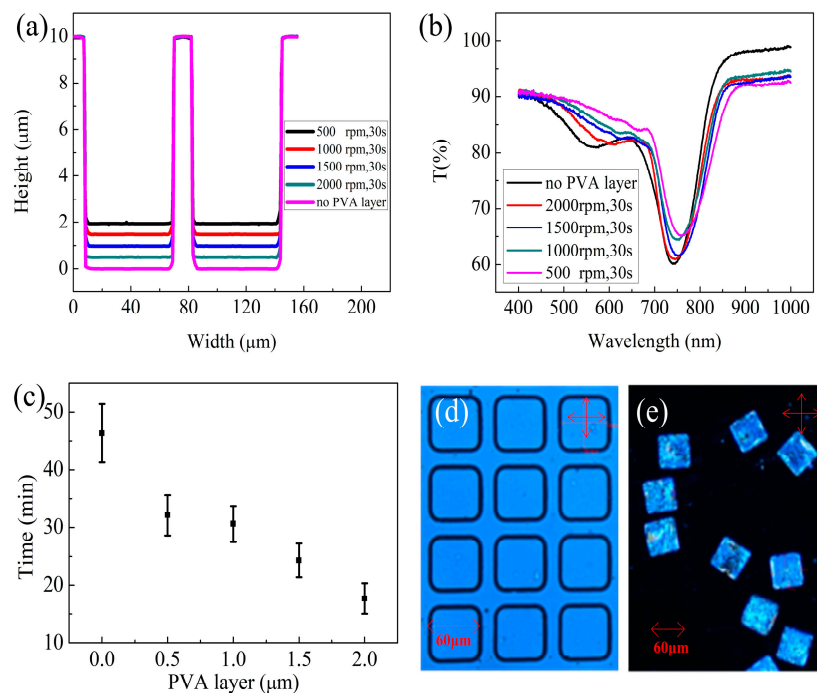 (a)
10
8
6
4
2
0
Height (μm)
500 rpm,30s
1000 rpm,30s
1500 rpm,30s
2000 rpm,30s
no PVA layer
0 40 80 120 160 200
Width (μm)
(b)
100
90
80
70
60
T(%)
no PVA layer
2000rpm,30s
1500rpm,30s
1000rpm,30s
500 rpm,30s
400 500 600 700 800 900 1000
Wavelength (nm)
(c)
50
40
30
20
10
Time (min)
0.0 0.5 1.0 1.5 2.0
PVA layer (μm)
(d)
60μm
(e)
60μm